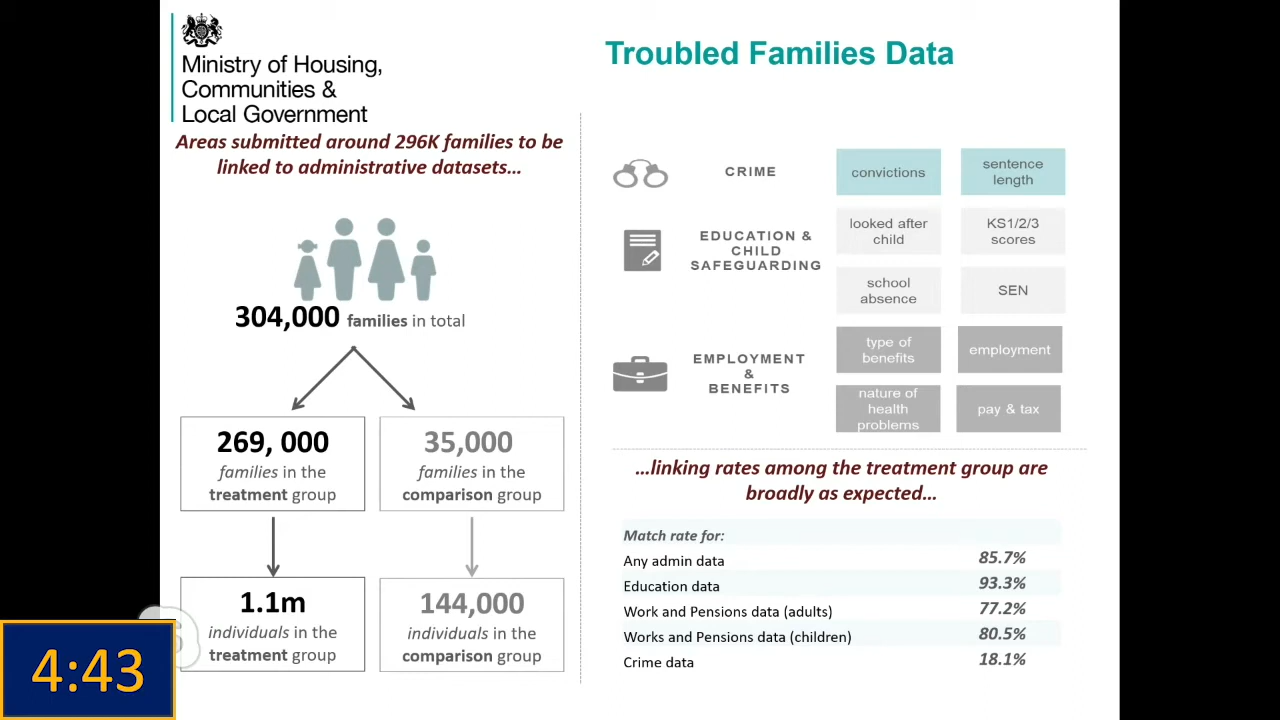 Ministry of Housing,
Communities &
Local Government
Troubled Families Data
Areas submitted around 296K families to be
linked to administrative datasets...
304,000 families in total
269, 000
families in the
treatment group
35,000
families in the
comparison group
1.1m
individuals in the
treatment group
144,000
individuals in the
comparison group
CRIME
convictions
sentence
length
EDUCATION &
CHILD
SAFEGUARDING
looked after
child
KS1/2/3
scores
school
absence
SEN
EMPLOYMENT
&
BENEFITS
type of
benefits
employment
nature of
health
problems
pay & tax
...linking rates among the treatment group are
broadly as expected...
Match rate for:
Any admin data 85.7%
Education data 93.3%
Work and Pensions data (adults) 77.2%
Works and Pensions data (children) 80.5%
Crime data 18.1%
4:43